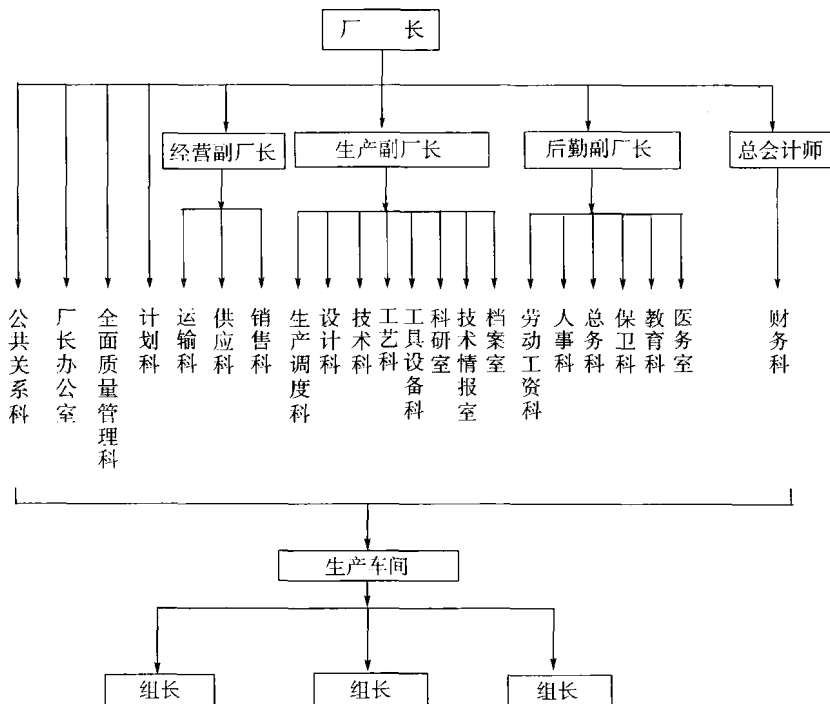 厂 长
经营副厂长
生产副厂长
后勤副厂长
总会计师
公共关系科
厂长办公室
全面质量管理科
计划科
运输科
供应科
销售科
生产调度科
设计科
技术科
工艺科
工具设备科
科研室
技术情报室
档案室
劳动工资科
人事科
总务科
保卫科
教育科
医务室
财务科
生产车间
组长
组长
组长